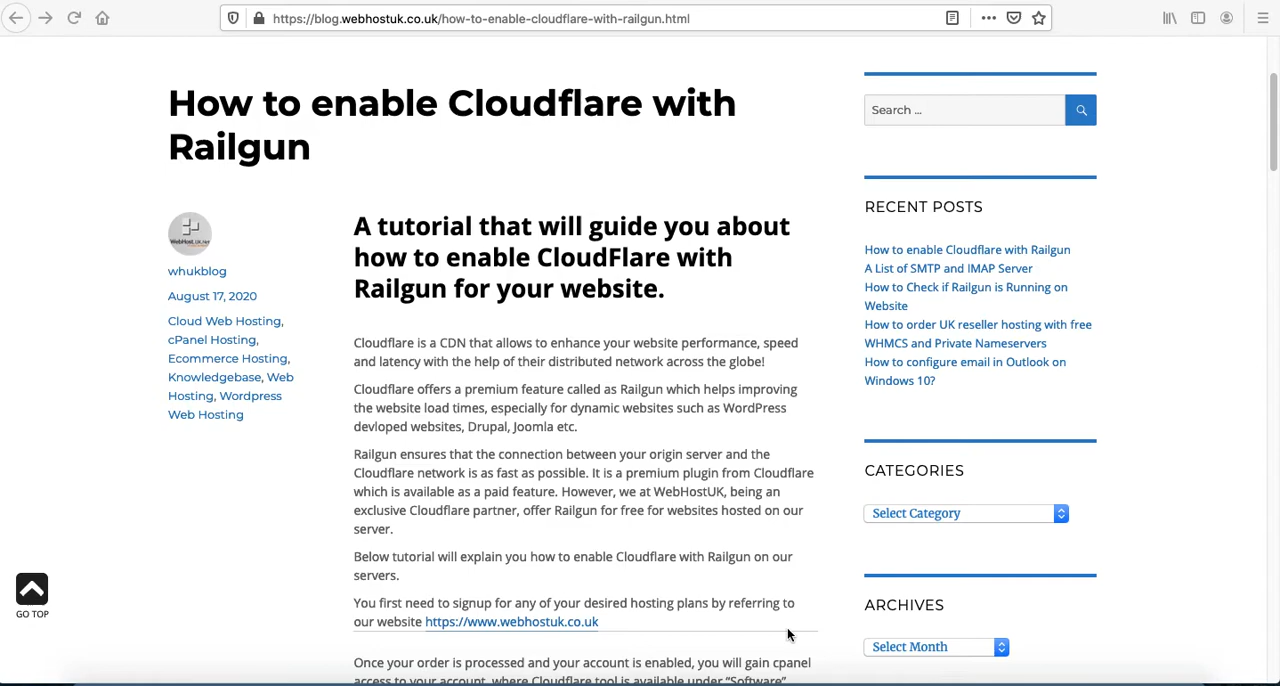 https://blog.webhostuk.co.uk/how-to-enable-cloudflare-with-railgun.html
How to enable Cloudflare with
Railgun
whukblog
August 17, 2020
Cloud Web Hosting,
cPanel Hosting,
Ecommerce Hosting,
Knowledgebase, Web
Hosting, Wordpress
Web Hosting
A tutorial that will guide you about
how to enable CloudFlare with
Railgun for your website.
Cloudflare is a CDN that allows to enhance your website performance, speed
and latency with the help of their distributed network across the globe!
Cloudflare offers a premium feature called as Railgun which helps improving
the website load times, especially for dynamic websites such as WordPress
devloped websites, Drupal, Joomla etc.
Railgun ensures that the connection between your origin server and the
Cloudflare network is as fast as possible. It is a premium plugin from Cloudflare
which is available as a paid feature. However, we at WebHostUK, being an
exclusive Cloudflare partner, offer Railgun for free for websites hosted on our
server.
Below tutorial will explain you how to enable Cloudflare with Railgun on our
servers.
You first need to signup for any of your desired hosting plans by referring to
our website https://www.webhostuk.co.uk
Once your order is processed and your account is enabled, you will gain cpanel
access to your account, where Cloudflare tool is available under “Software”
Search ...
RECENT POSTS
How to enable Cloudflare with Railgun
A List of SMTP and IMAP Server
How to Check if Railgun is Running on
Website
How to order UK reseller hosting with free
WHMCS and Private Nameservers
How to configure email in Outlook on
Windows 10?
CATEGORIES
Select Category
ARCHIVES
Select Month
GO TOP